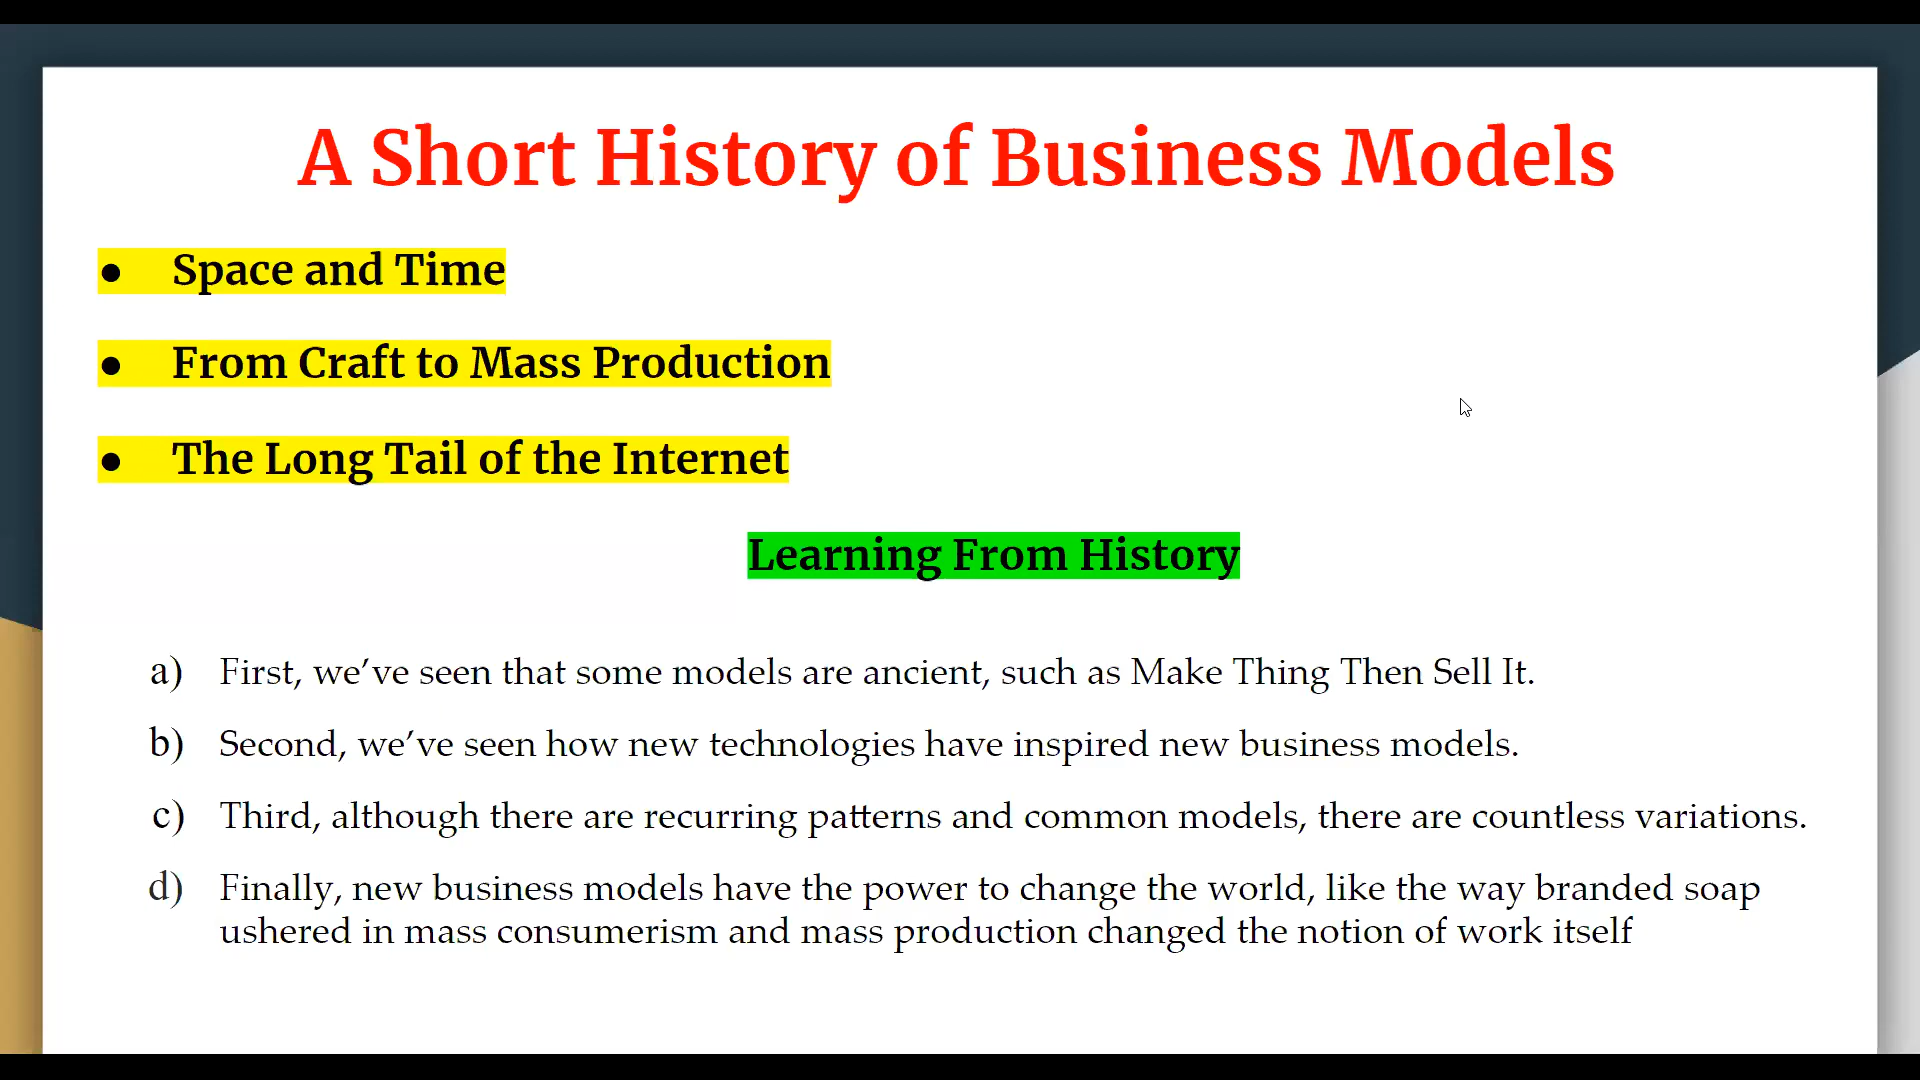 A Short History of Business Models
● Space and Time
● From Craft to Mass Production
● The Long Tail of the Internet
Learning From History
a) First, we’ve seen that some models are ancient, such as Make Thing Then Sell It.
b) Second, we’ve seen how new technologies have inspired new business models.
c) Third, although there are recurring patterns and common models, there are countless variations.
d) Finally, new business models have the power to change the world, like the way branded soap
ushered in mass consumerism and mass production changed the notion of work itself